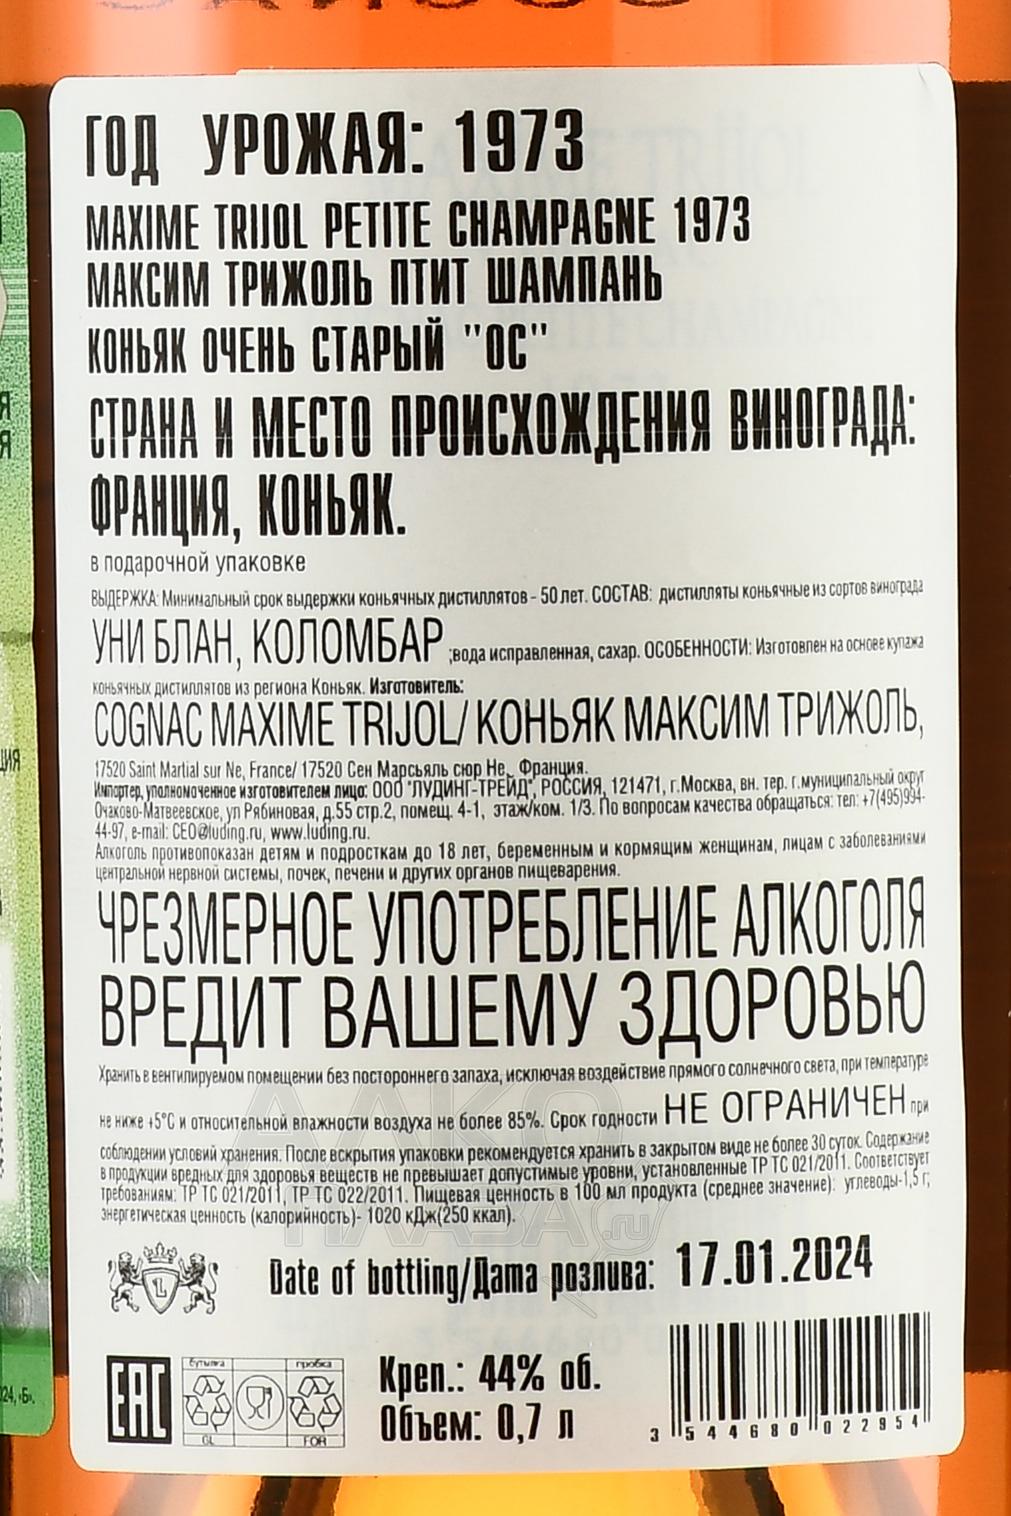 ГОД УРОЖАЯ: 1973
MAXIME TRIJOL PETITE CHAMPAGNE 1973
МАКСИМ ТРИЖОЛЬ ПТИТ ШАМПАНЬ
КОНЬЯК ОЧЕНЬ СТАРЫЙ "ОС"
СТРАНА И МЕСТО ПРОИСХОЖДЕНИЯ ВИНОГРАДА:
ФРАНЦИЯ, КОНЬЯК.
в подарочной упаковке
ВЫДЕРЖКА: Минимальный срок выдержки коньячных дистиллятов - 50 лет. СОСТАВ: дистилляты коньячные из сортов винограда
УНИ БЛАН, КОЛОМБАР ;вода исправленная, сахар. ОСОБЕННОСТИ: Изготовлен на основе купажа
коньячных дистиллятов из региона Коньяк. Изготовитель:
COGNAC MAXIME TRIJOL/ КОНЬЯК МАКСИМ ТРИЖОЛЬ,
17520 Saint Martial sur Ne, France/ 17520 Сен Марсьяль сюр Не, Франция.
Импортер, уполномоченное изготовителем лицо: ООО "ЛУДИНГ-ТРЕЙД", РОССИЯ, 121471, г.Москва, вн. тер. г.муниципальный округ
Очаково-Матвеевское, ул Рябиновая, д.55 стр.2, помещ. 4-1, этаж/ком. 1/3. По вопросам качества обращаться: тел: +7(495)994-
44-97, e-mail: CEO@luding.ru, www.luding.ru.
Алкоголь противопоказан детям и подросткам до 18 лет, беременным и кормящим женщинам, лицам с заболеваниями
центральной нервной системы, почек, печени и других органов пищеварения.
ЧРЕЗМЕРНОЕ УПОТРЕБЛЕНИЕ АЛКОГОЛЯ
ВРЕДИТ ВАШЕМУ ЗДОРОВЬЮ
Хранить в вентилируемом помещении без постороннего запаха, исключая воздействие прямого солнечного света, при температуре
не ниже +5°С и относительной влажности воздуха не более 85%. Срок годности НЕ ОГРАНИЧЕН при
соблюдении условий хранения. После вскрытия упаковки рекомендуется хранить в закрытом виде не более 30 суток. Содержание
в продукции вредных для здоровья веществ не превышает допустимые уровни, установленные ТР ТС 021/2011. Соответствует
требованиям: ТР ТС 021/2011, ТР ТС 022/2011. Пищевая ценность в 100 мл продукта (среднее значение): углеводы-1,5 г;
энергетическая ценность (калорийность)- 1020 кДж(250 ккал).
Date of bottling/Дата розлива: 17.01.2024
EAC
бутылка пробка
GL FOR
Креп.: 44% об.
Объем: 0,7 л
3 544680 022954
АЛКО
ПЛАЗА.ru